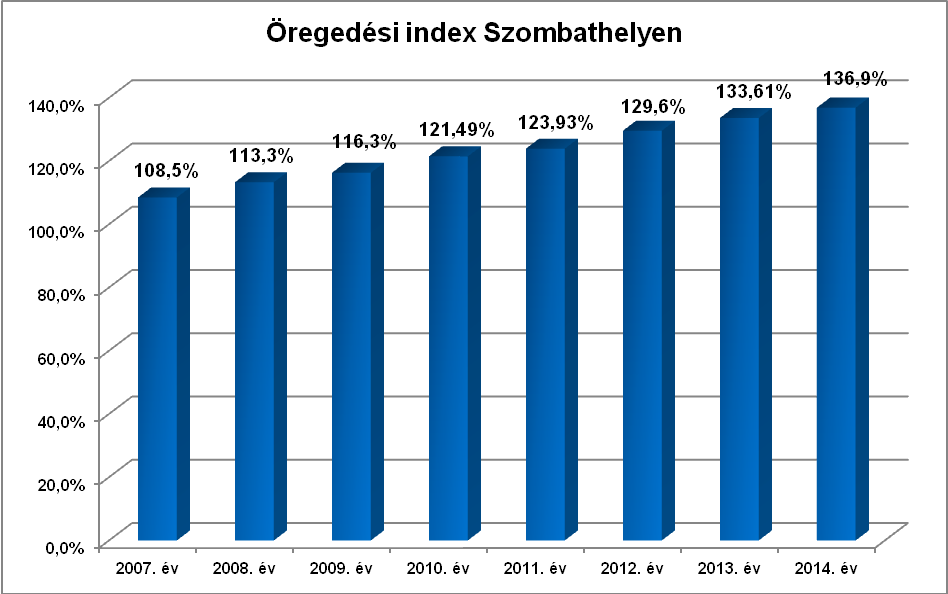 Öregedési index Szombathelyen
140,0%
120,0%
100,0%
80,0%
60,0%
40,0%
20,0%
0,0%
108,5%
113,3%
116,3%
121,49%
123,93%
129,6%
133,61%
136,9%
2007. év
2008. év
2009. év
2010. év
2011. év
2012. év
2013. év
2014. év